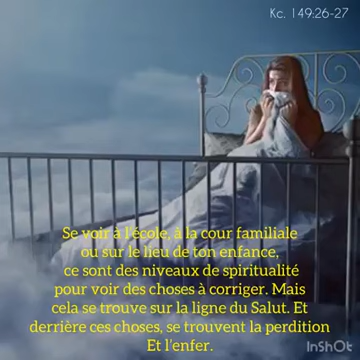 Kc. 149:26-27
Se voir à l'école, à la cour familiale
ou sur le lieu de ton enfance,
ce sont des niveaux de spiritualité
pour voir des choses à corriger. Mais
cela se trouve sur la ligne du Salut. Et
derrière ces choses, se trouvent la perdition
Et l'enfer.
InShOt